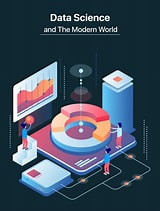 Data Science
and The Modern World